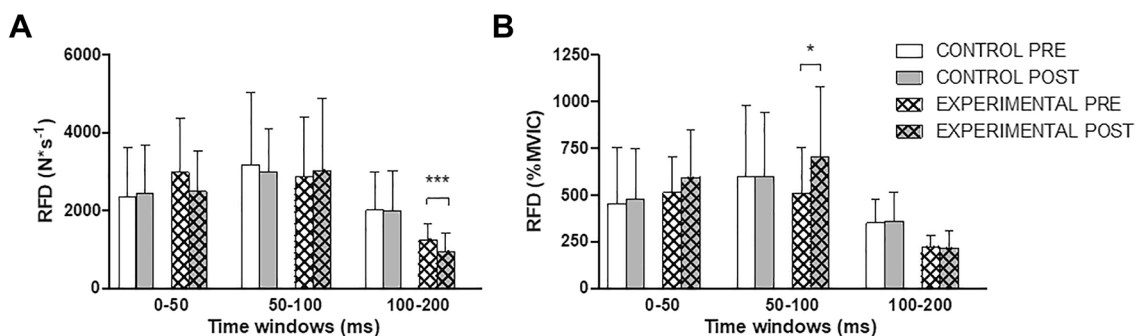 A
RFD (N*s⁻¹)
6000
4000
2000
0
***
0-50 50-100 100-200
Time windows (ms)
B
RFD (%MVIC)
1250
1000
750
500
250
0
*
0-50 50-100 100-200
Time windows (ms)
CONTROL PRE
CONTROL POST
EXPERIMENTAL PRE
EXPERIMENTAL POST